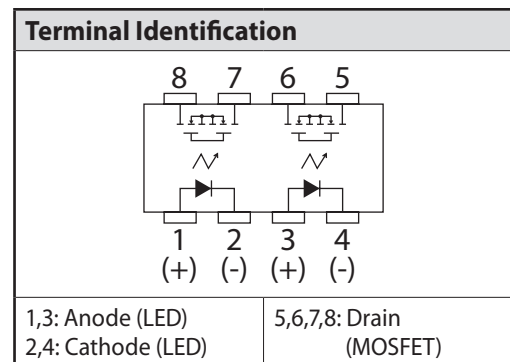 Terminal Identification
8 7 6 5
1 2 3 4
(+) (-) (+) (-)
1,3: Anode (LED)
2,4: Cathode (LED)
5,6,7,8: Drain
(MOSFET)